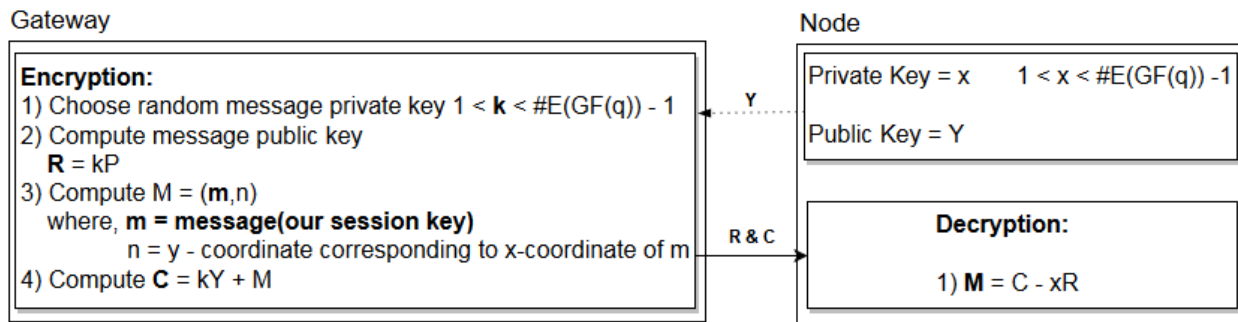 Gateway
Encryption:
1) Choose random message private key 1 < k < #E(GF(q)) - 1
2) Compute message public key
R = kP
3) Compute M = (m,n)
where, m = message(our session key)
n = y - coordinate corresponding to x-coordinate of m
4) Compute C = kY + M
Y
R & C
Node
Private Key = x 1 < x < #E(GF(q)) -1
Public Key = Y
Decryption:
1) M = C - xR